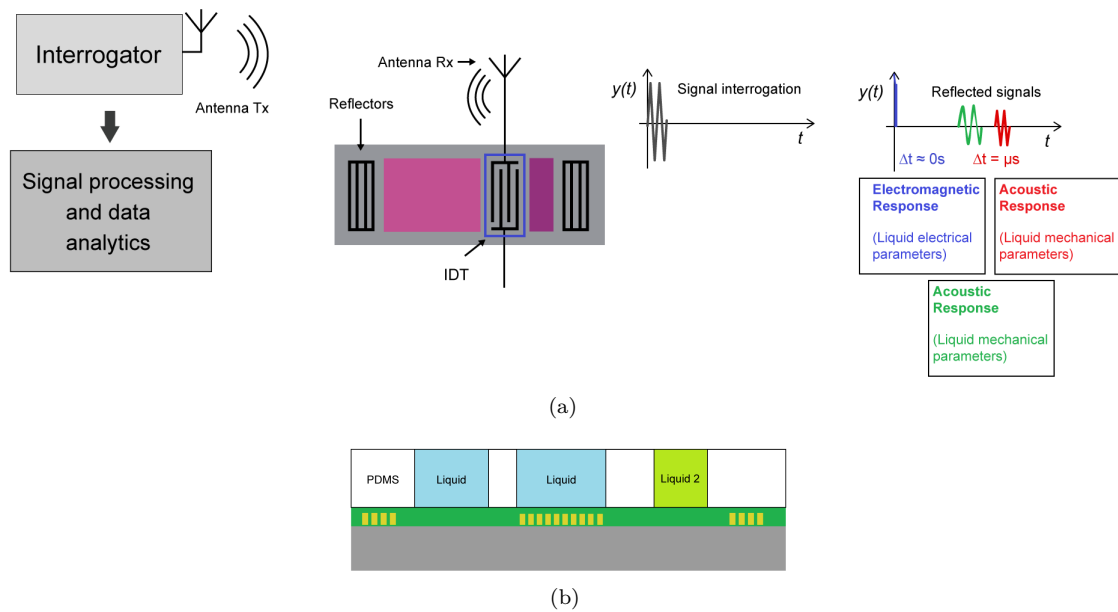 Interrogator
Antenna Tx
Signal processing
and data
analytics
Antenna Rx
Reflectors
IDT
y(t)
Signal interrogation
t
y(t)
Reflected signals
t
Δt ≈ 0s
Δt = μs
Electromagnetic
Response
(Liquid electrical
parameters)
Acoustic
Response
(Liquid mechanical
parameters)
Acoustic
Response
(Liquid mechanical
parameters)
(a)
PDMS
Liquid
Liquid
Liquid 2
(b)